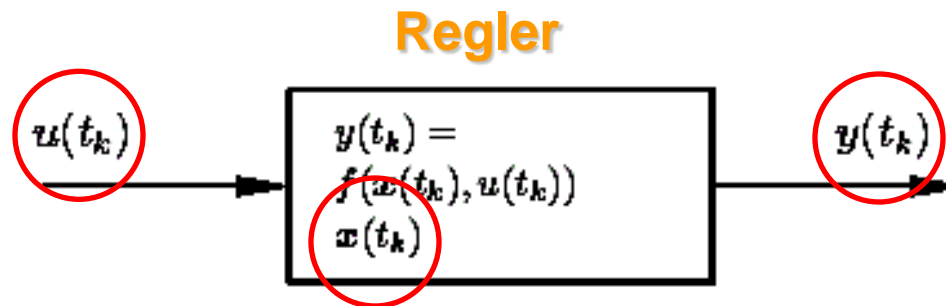 Regler
u(t_k)
y(t_k) =
f(x(t_k), u(t_k))
x(t_k)
y(t_k)